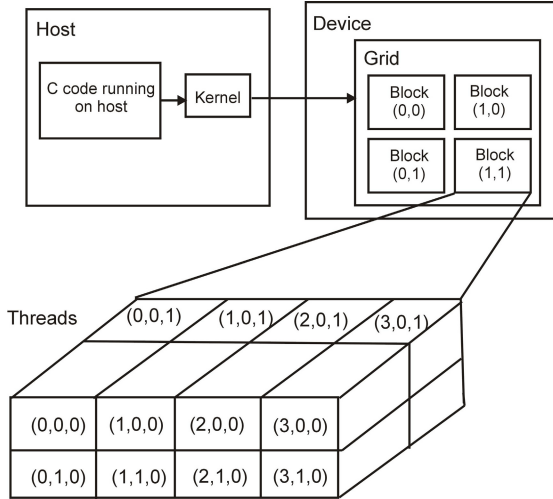 Host
C code running
on host
Kernel
Device
Grid
Block
(0,0)
Block
(1,0)
Block
(0,1)
Block
(1,1)
Threads
(0,0,1)
(1,0,1)
(2,0,1)
(3,0,1)
(0,0,0)
(1,0,0)
(2,0,0)
(3,0,0)
(0,1,0)
(1,1,0)
(2,1,0)
(3,1,0)